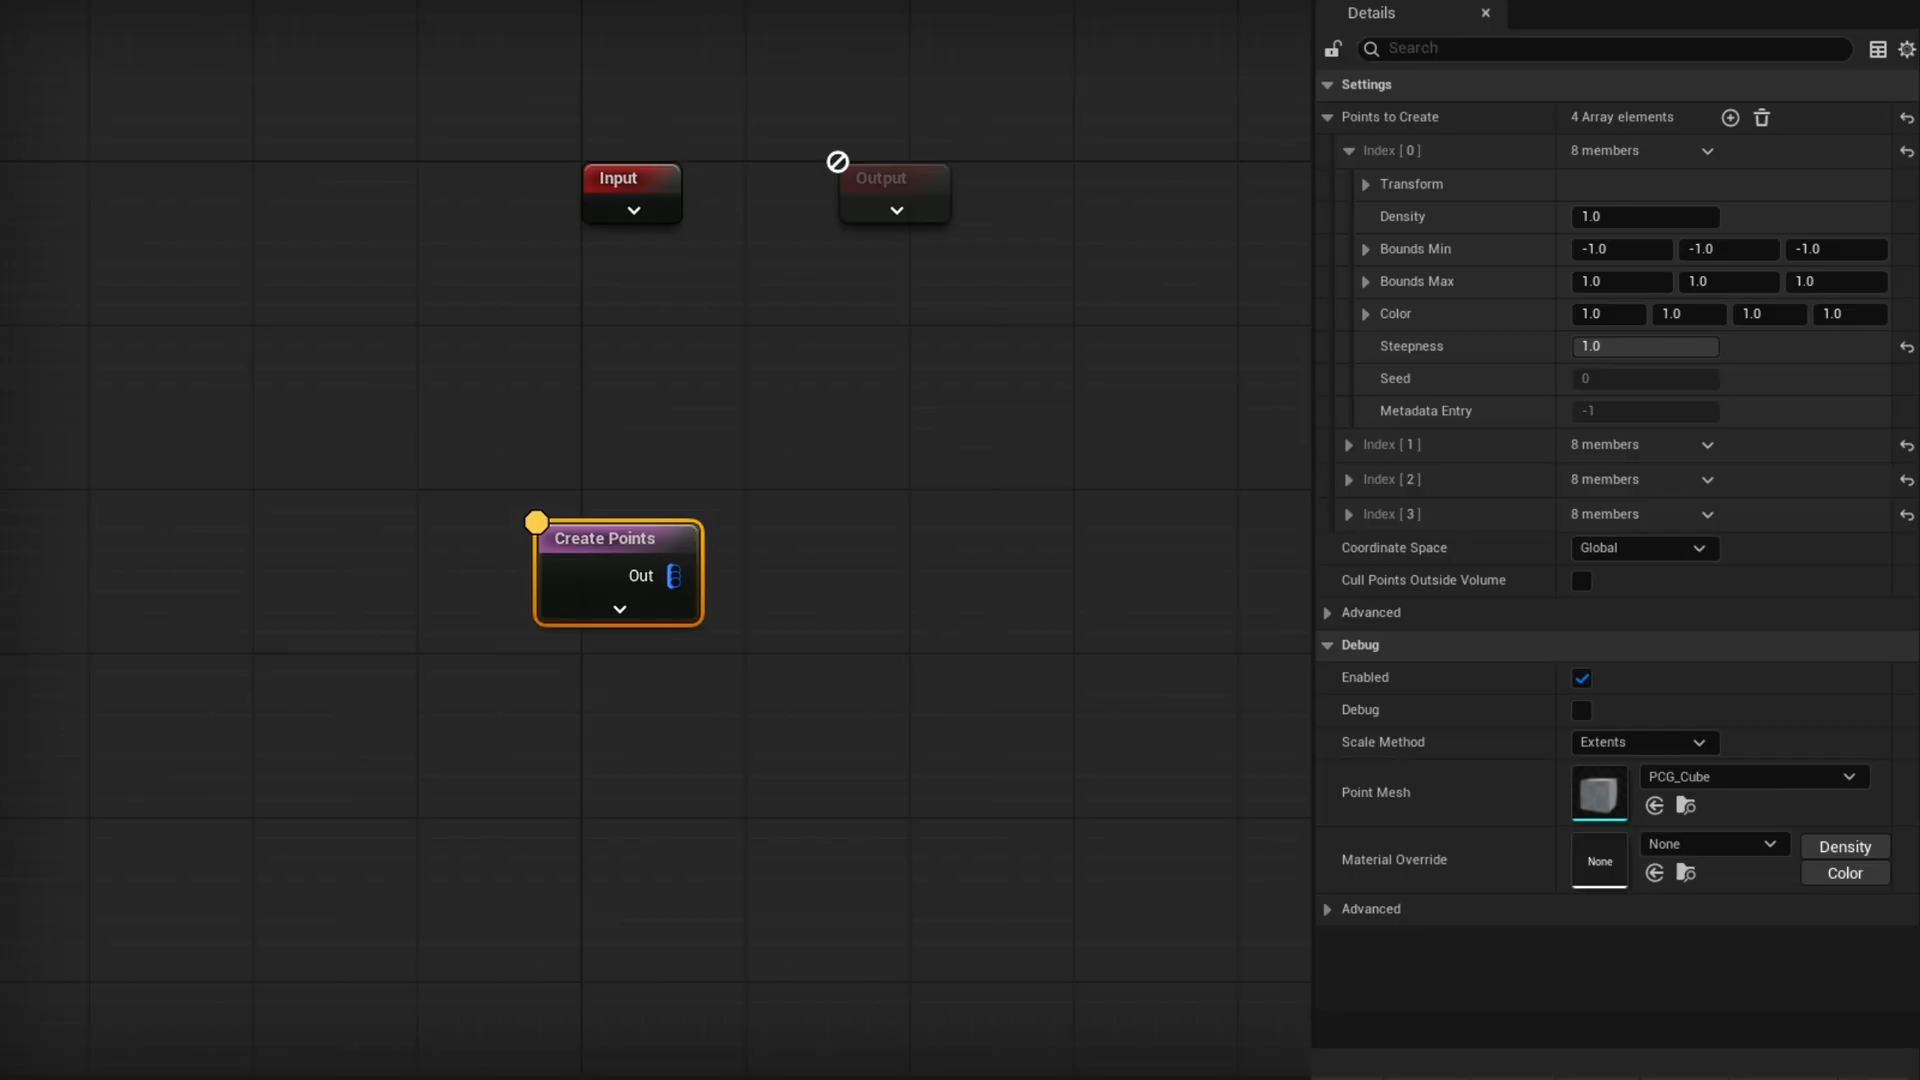 Details
Search
Settings
Points to Create 4 Array elements
Index [ 0 ] 8 members
Transform
Density 1.0
Bounds Min -1.0 -1.0 -1.0
Bounds Max 1.0 1.0 1.0
Color 1.0 1.0 1.0 1.0
Steepness 1.0
Seed 0
Metadata Entry -1
Index [ 1 ] 8 members
Index [ 2 ] 8 members
Index [ 3 ] 8 members
Coordinate Space Global
Cull Points Outside Volume
Advanced
Debug
Enabled
Debug
Scale Method Extents
Point Mesh PCG_Cube
Material Override None None Density
Color
Advanced
Input
Output
Create Points
Out